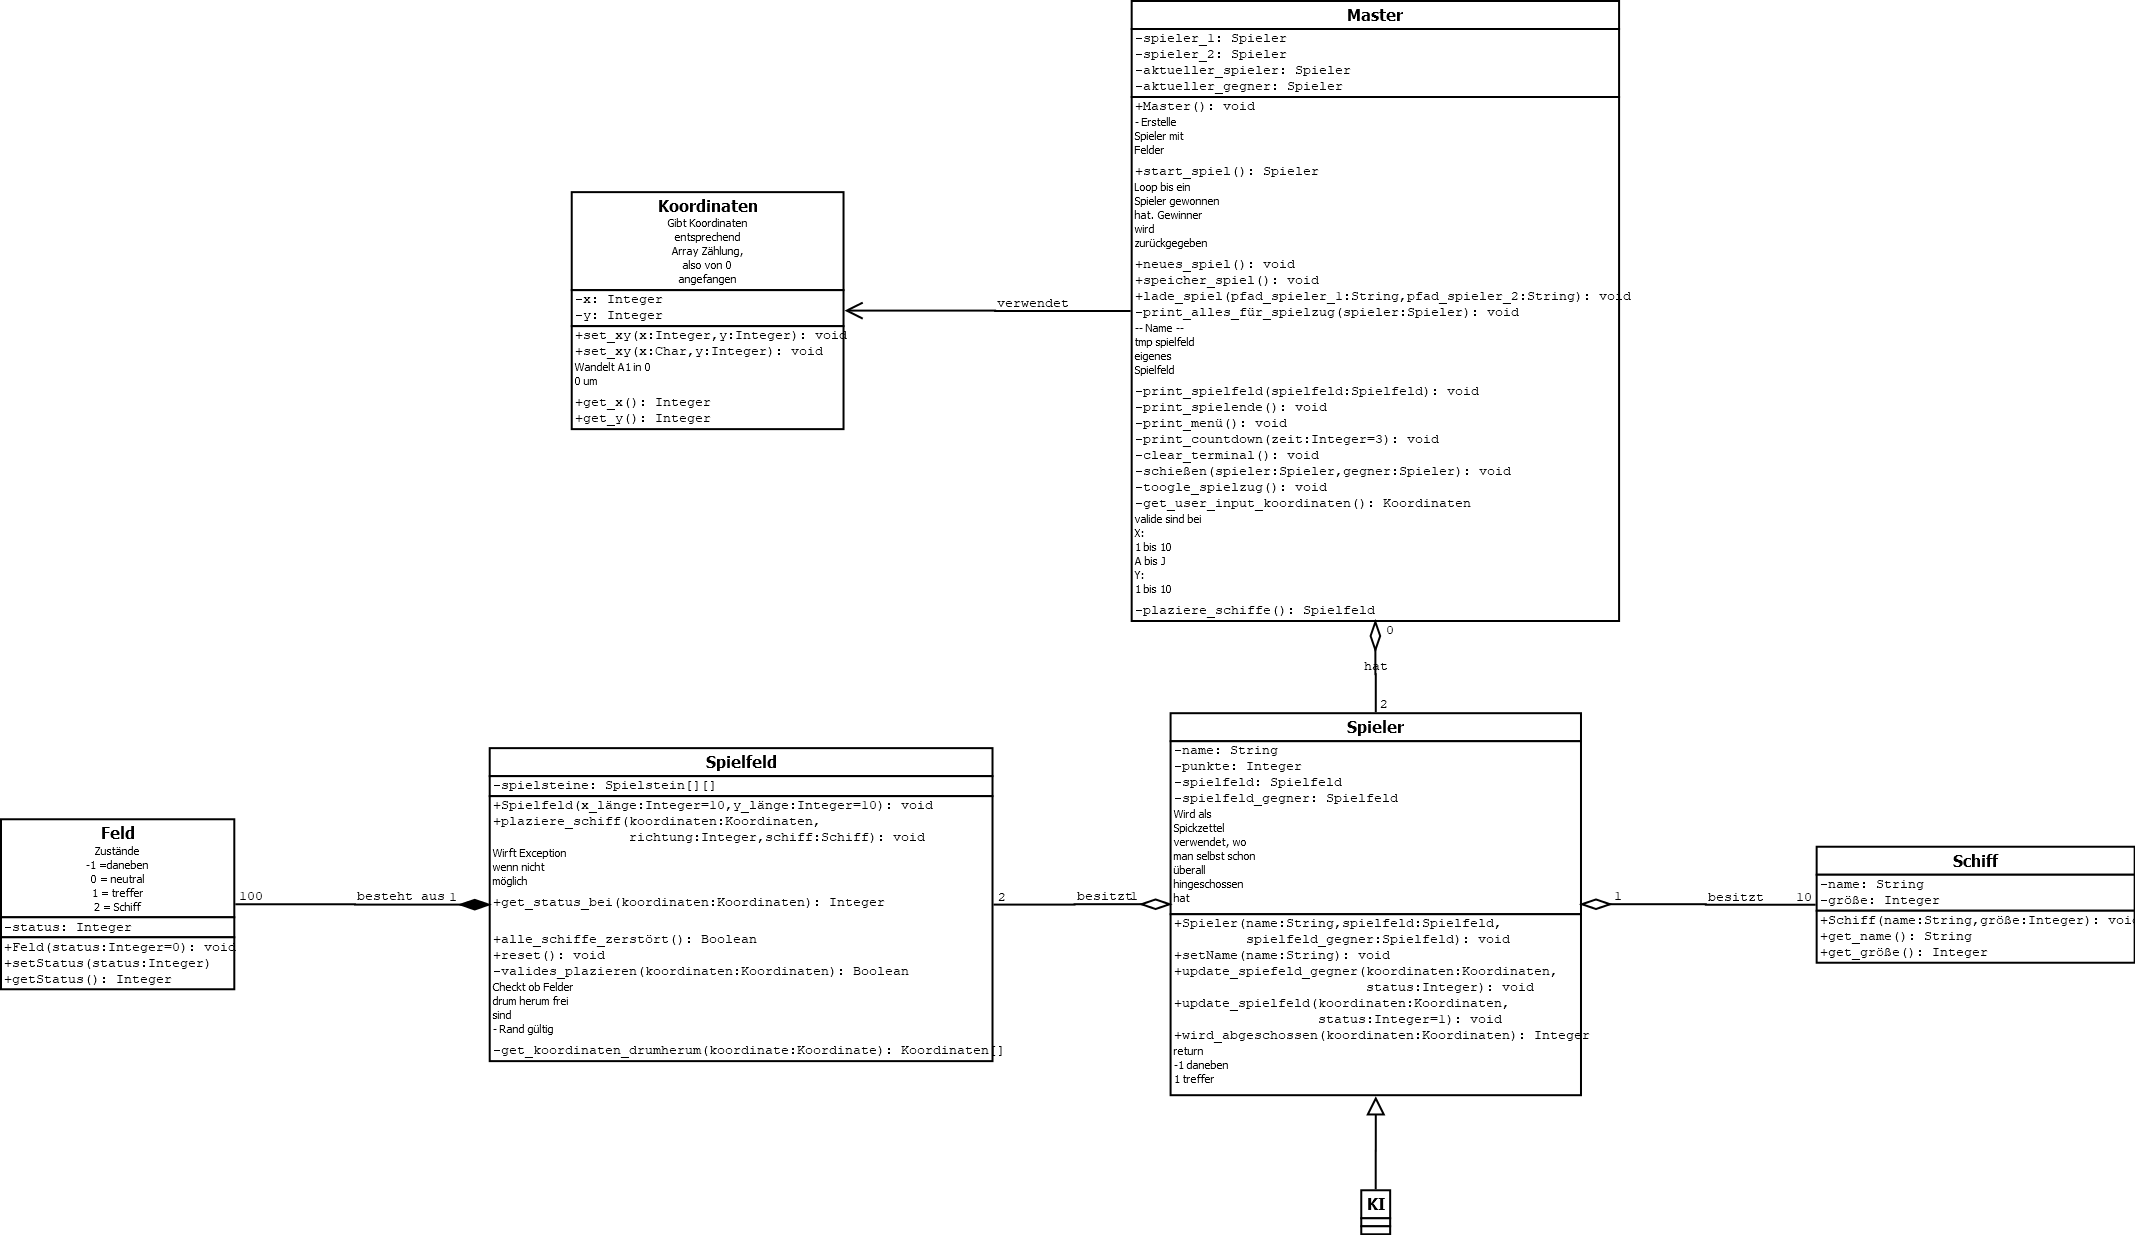 Master
-spieler_1: Spieler
-spieler_2: Spieler
-aktueller_spieler: Spieler
-aktueller_gegner: Spieler
+Master(): void
- Erstelle
Spieler mit
Felder
+start_spiel(): Spieler
Loop bis ein
Spieler gewonnen
hat. Gewinner
wird
zurückgegeben
+neues_spiel(): void
+speicher_spiel(): void
+lade_spiel(pfad_spieler_1:String,pfad_spieler_2:String): void
-print_alles_für_spielzug(spieler:Spieler): void
-- Name --
tmp spielfeld
eigenes
Spielfeld
-print_spielfeld(spielfeld:Spielfeld): void
-print_spielende(): void
-print_menü(): void
-print_countdown(zeit:Integer=3): void
-clear_terminal(): void
-schießen(spieler:Spieler,gegner:Spieler): void
-toogle_spielzug(): void
-get_user_input_koordinaten(): Koordinaten
valide sind bei
X:
1 bis 10
A bis J
Y:
1 bis 10
-plaziere_schiffe(): Spielfeld
Koordinaten
Gibt Koordinaten
entsprechend
Array Zählung,
also von 0
angefangen
-x: Integer
-y: Integer
+set_xy(x:Integer,y:Integer): void
+set_xy(x:Char,y:Integer): void
Wandelt A1 in 0
0 um
+get_x(): Integer
+get_y(): Integer
verwendet
0
hat
2
Spieler
-name: String
-punkte: Integer
-spielfeld: Spielfeld
-spielfeld_gegner: Spielfeld
Wird als
Spickzettel
verwendet, wo
man selbst schon
überall
hingeschossen
hat
+Spieler(name:String,spielfeld:Spielfeld,
spielfeld_gegner:Spielfeld): void
+setName(name:String): void
+update_spiefeld_gegner(koordinaten:Koordinaten,
status:Integer): void
+update_spielfeld(koordinaten:Koordinaten,
status:Integer=1): void
+wird_abgeschossen(koordinaten:Koordinaten): Integer
return
-1 daneben
1 treffer
Spielfeld
-spielsteine: Spielstein[][]
+Spielfeld(x_länge:Integer=10,y_länge:Integer=10): void
+plaziere_schiff(koordinaten:Koordinaten,
richtung:Integer,schiff:Schiff): void
Wirft Exception
wenn nicht
möglich
+get_status_bei(koordinaten:Koordinaten): Integer
+alle_schiffe_zerstört(): Boolean
+reset(): void
-valides_plazieren(koordinaten:Koordinaten): Boolean
Checkt ob Felder
drum herum frei
sind
- Rand gültig
-get_koordinaten_drumherum(koordinate:Koordinate): Koordinaten[]
Feld
Zustände
-1 =daneben
0 = neutral
1 = treffer
2 = Schiff
-status: Integer
+Feld(status:Integer=0): void
+setStatus(status:Integer)
+getStatus(): Integer
100
besteht aus 1
2
besitzt1
1
besitzt
10
Schiff
-name: String
-größe: Integer
+Schiff(name:String,größe:Integer): void
+get_name(): String
+get_größe(): Integer
KI